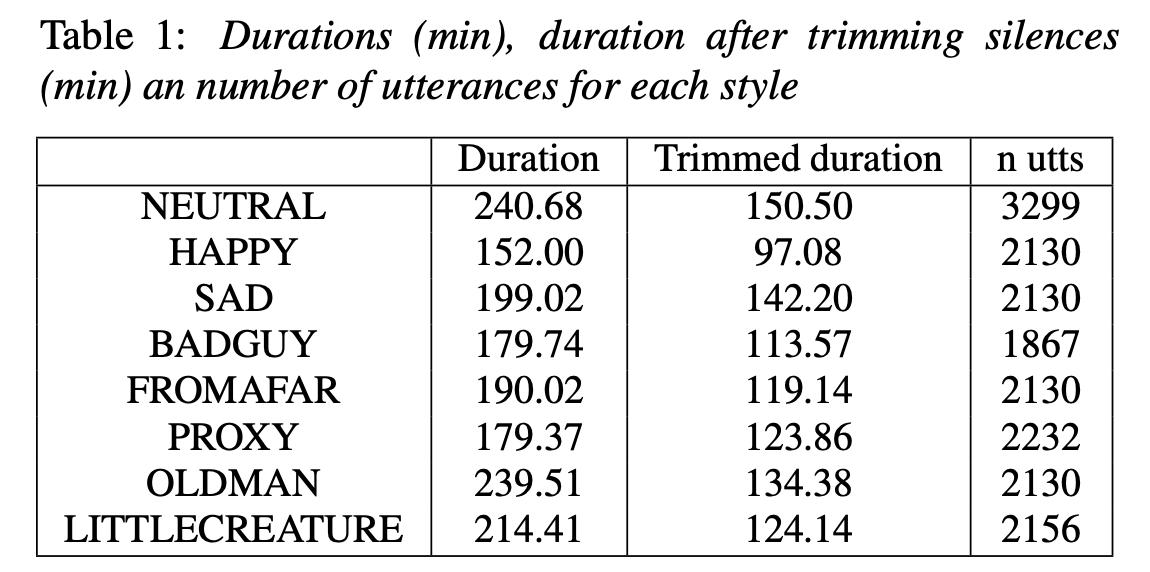 Table 1: Durations (min), duration after trimming silences
(min) an number of utterances for each style
Duration Trimmed duration n utts
NEUTRAL 240.68 150.50 3299
HAPPY 152.00 97.08 2130
SAD 199.02 142.20 2130
BADGUY 179.74 113.57 1867
FROMAFAR 190.02 119.14 2130
PROXY 179.37 123.86 2232
OLDMAN 239.51 134.38 2130
LITTLECREATURE 214.41 124.14 2156